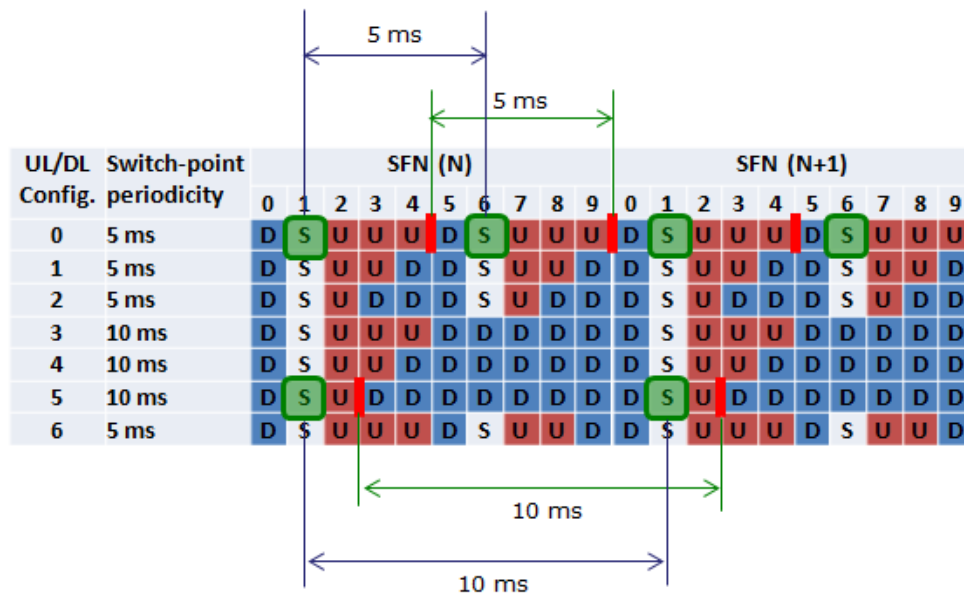 5 ms
5 ms
UL/DL Config. Switch-point periodicity SFN (N) SFN (N+1)
0 1 2 3 4 5 6 7 8 9 0 1 2 3 4 5 6 7 8 9
0 5 ms D S U U U D S U U U D S U U U D S U U U
1 5 ms D S U U D D S U U D D S U U D D S U U D
2 5 ms D S U D D D S U D D D S U D D D S U D D
3 10 ms D S U U U D D D D D D S U U U D D D D D
4 10 ms D S U U D D D D D D D S U U D D D D D D
5 10 ms D S U D D D D D D D D S U D D D D D D D
6 5 ms D S U U U D S U U D D S U U U D S U U D
10 ms
10 ms